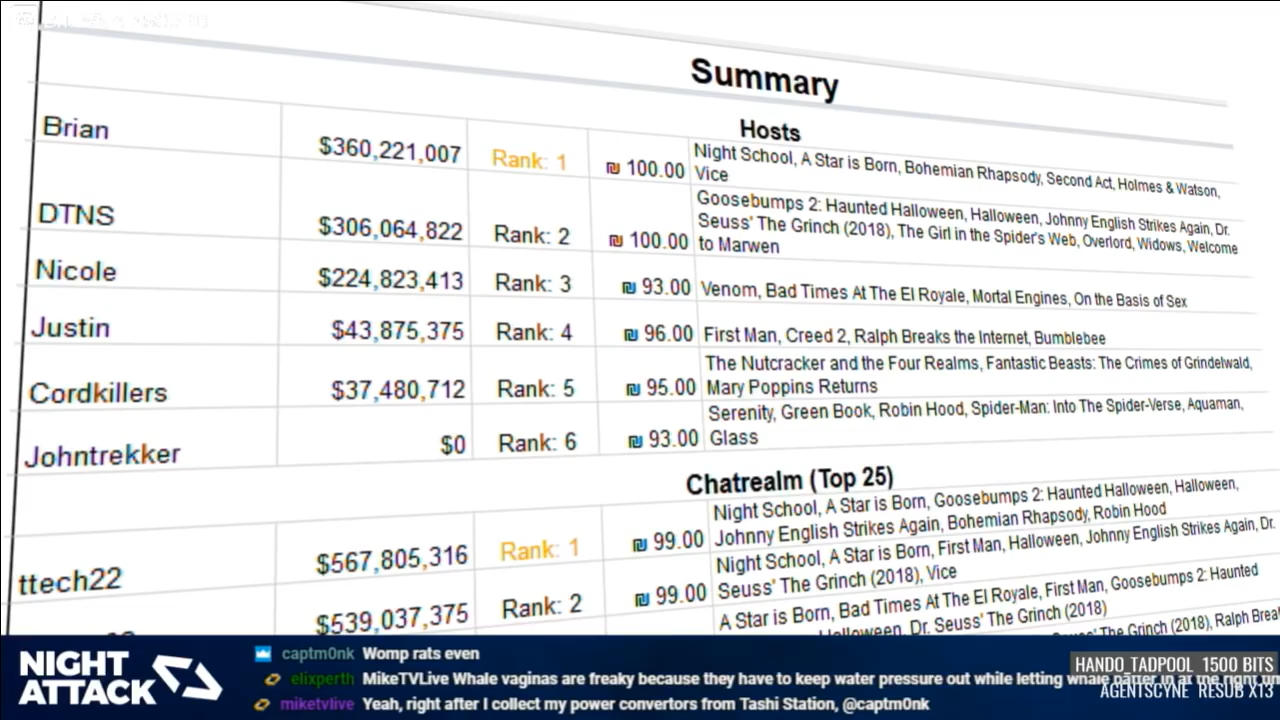 Summary
Hosts
Brian $360,221,007 Rank: 1 ₪ 100.00 Night School, A Star is Born, Bohemian Rhapsody, Second Act, Holmes & Watson,
Vice
DTNS $306,064,822 Rank: 2 ₪ 100.00 Goosebumps 2: Haunted Halloween, Halloween, Johnny English Strikes Again, Dr.
Seuss' The Grinch (2018), The Girl in the Spider's Web, Overlord, Widows, Welcome
to Marwen
Nicole $224,823,413 Rank: 3 ₪ 93.00 Venom, Bad Times At The El Royale, Mortal Engines, On the Basis of Sex
Justin $43,875,375 Rank: 4 ₪ 96.00 First Man, Creed 2, Ralph Breaks the Internet, Bumblebee
Cordkillers $37,480,712 Rank: 5 ₪ 95.00 The Nutcracker and the Four Realms, Fantastic Beasts: The Crimes of Grindelwald,
Mary Poppins Returns
Johntrekker $0 Rank: 6 ₪ 93.00 Serenity, Green Book, Robin Hood, Spider-Man: Into The Spider-Verse, Aquaman,
Glass
Chatrealm (Top 25)
ttech22 $567,805,316 Rank: 1 ₪ 99.00 Night School, A Star is Born, Goosebumps 2: Haunted Halloween, Halloween,
Johnny English Strikes Again, Bohemian Rhapsody, Robin Hood
$539,037,375 Rank: 2 ₪ 99.00 Night School, A Star is Born, First Man, Halloween, Johnny English Strikes Again, Dr.
Seuss' The Grinch (2018), Vice
A Star is Born, Bad Times At The El Royale, First Man, Goosebumps 2: Haunted
Halloween, Dr. Seuss' The Grinch (2018)
The Grinch (2018), Ralph Brea
NIGHT
ATTACK
captm0nk Womp rats even
elixperth MikeTVLive Whale vaginas are freaky because they have to keep water pressure out while letting whale
miketvlive Yeah, right after I collect my power convertors from Tashi Station, @captm0nk
HANDO_TADPOOL 1500 BITS
AGENTSCYNE RESUB X13